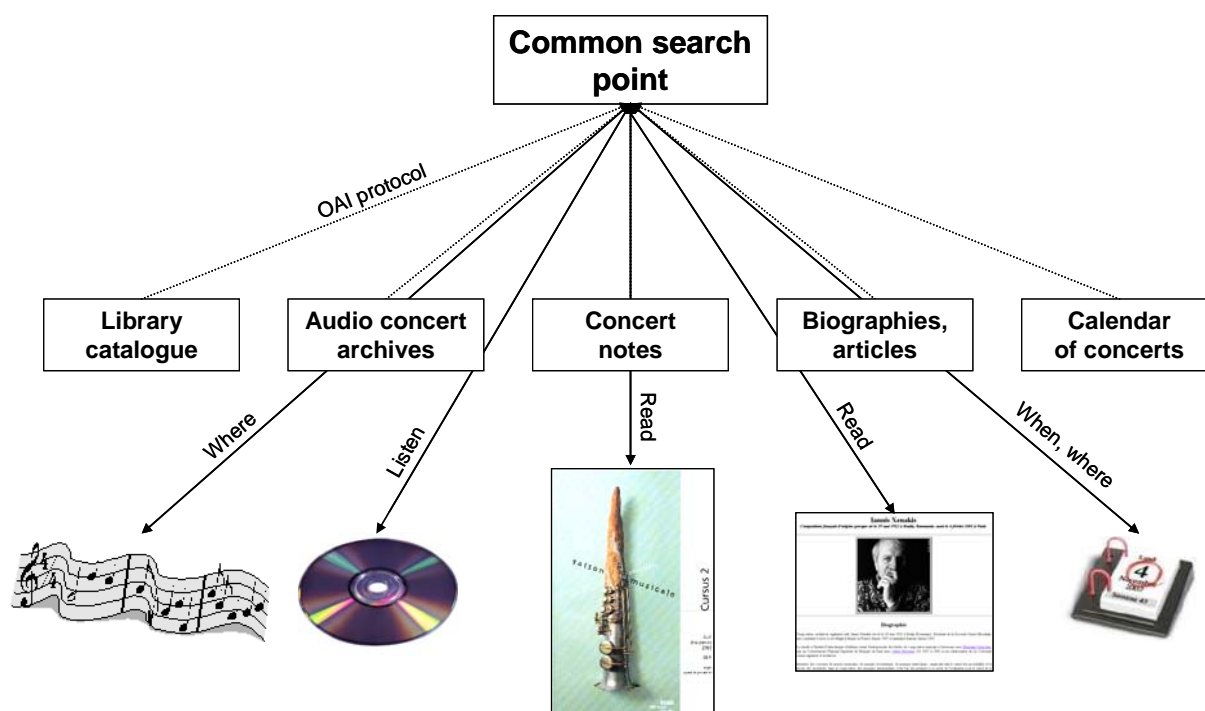 Common search
point
OAI protocol
Library
catalogue
Audio concert
archives
Concert
notes
Biographies,
articles
Calendar
of concerts
Where
Listen
Read
Read
When, where
saison musicale
Cursus 2
Iannis Xenakis
Biographie
4
Novembre